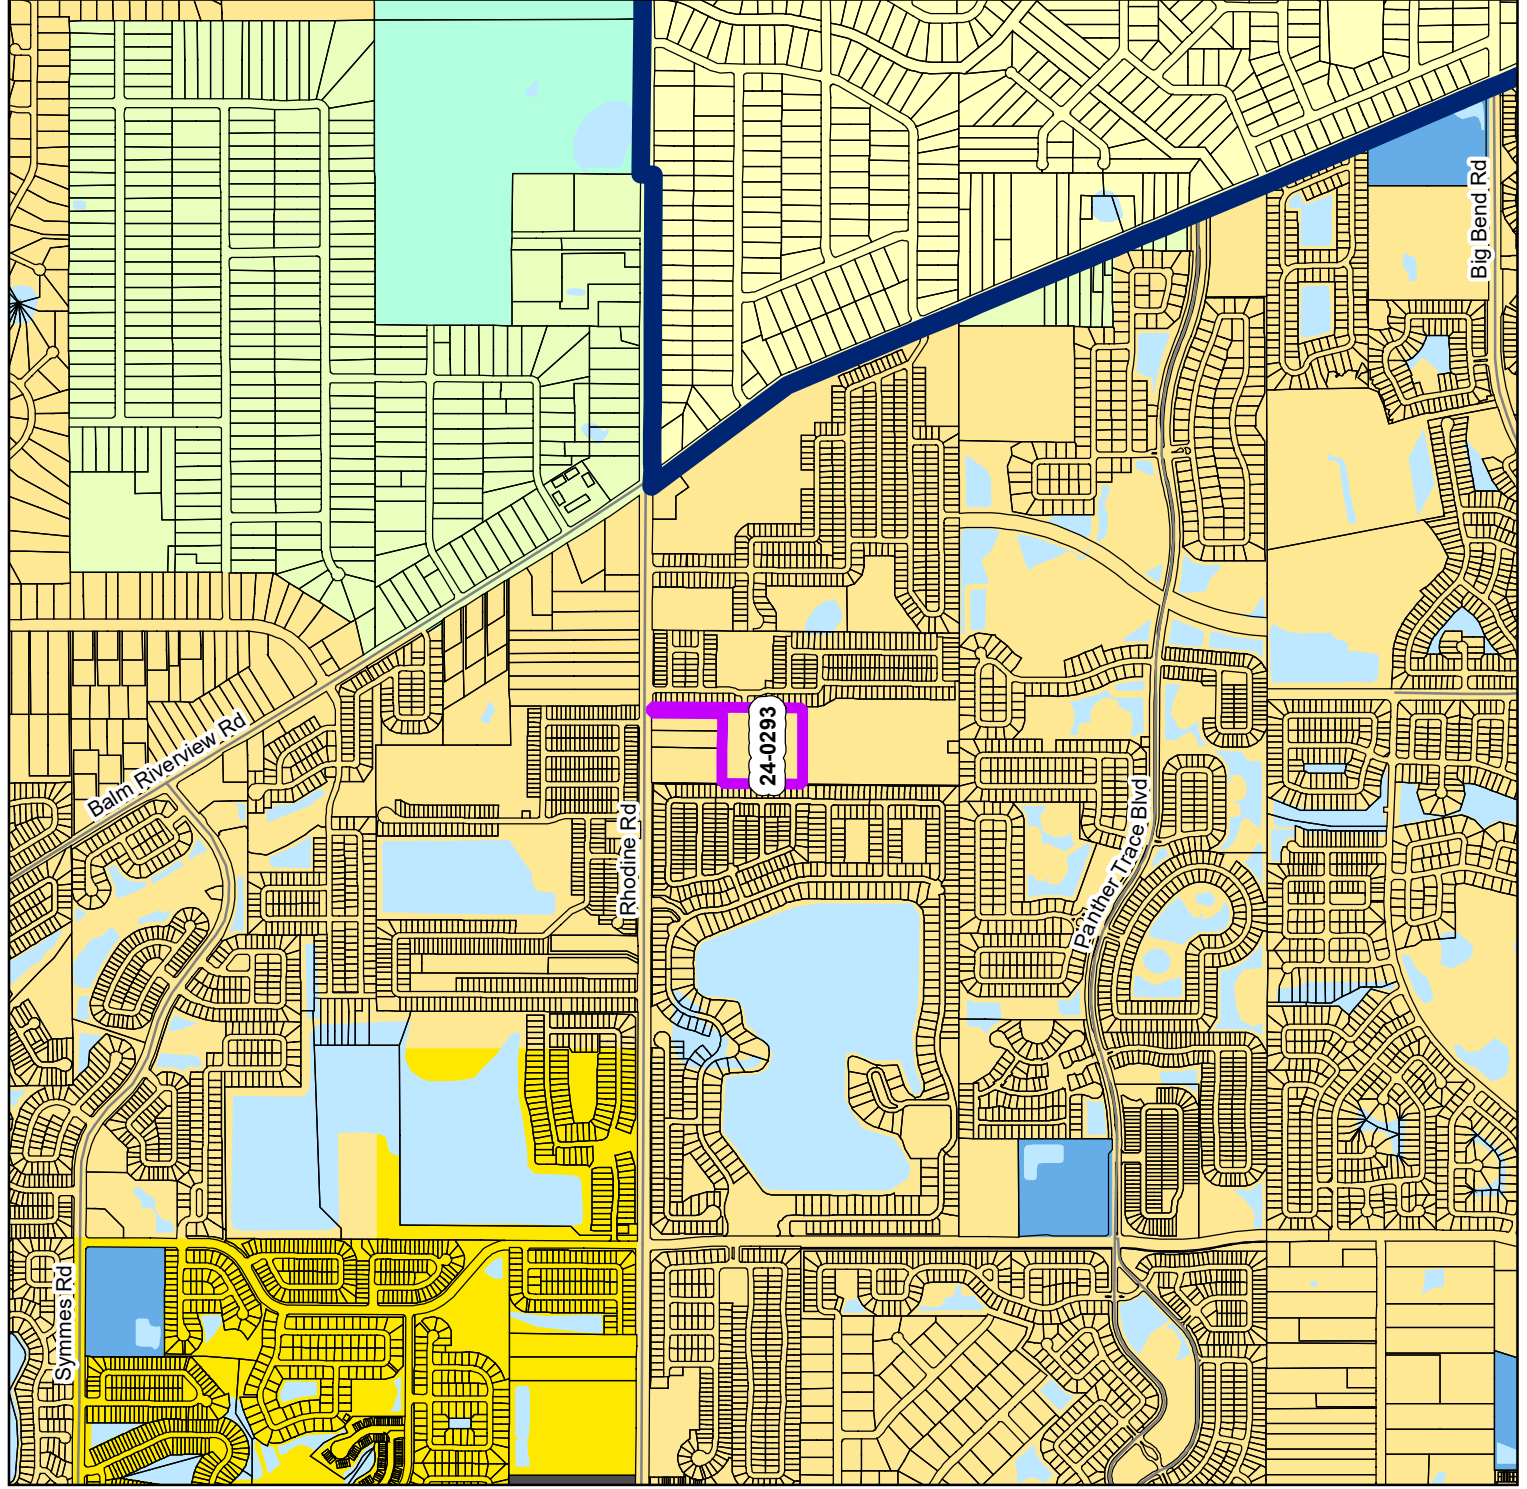 Big Bend Rd
Balm Riverview Rd
24-0293
Rhodine Rd
Panther Trace Blvd
Symmes Rd